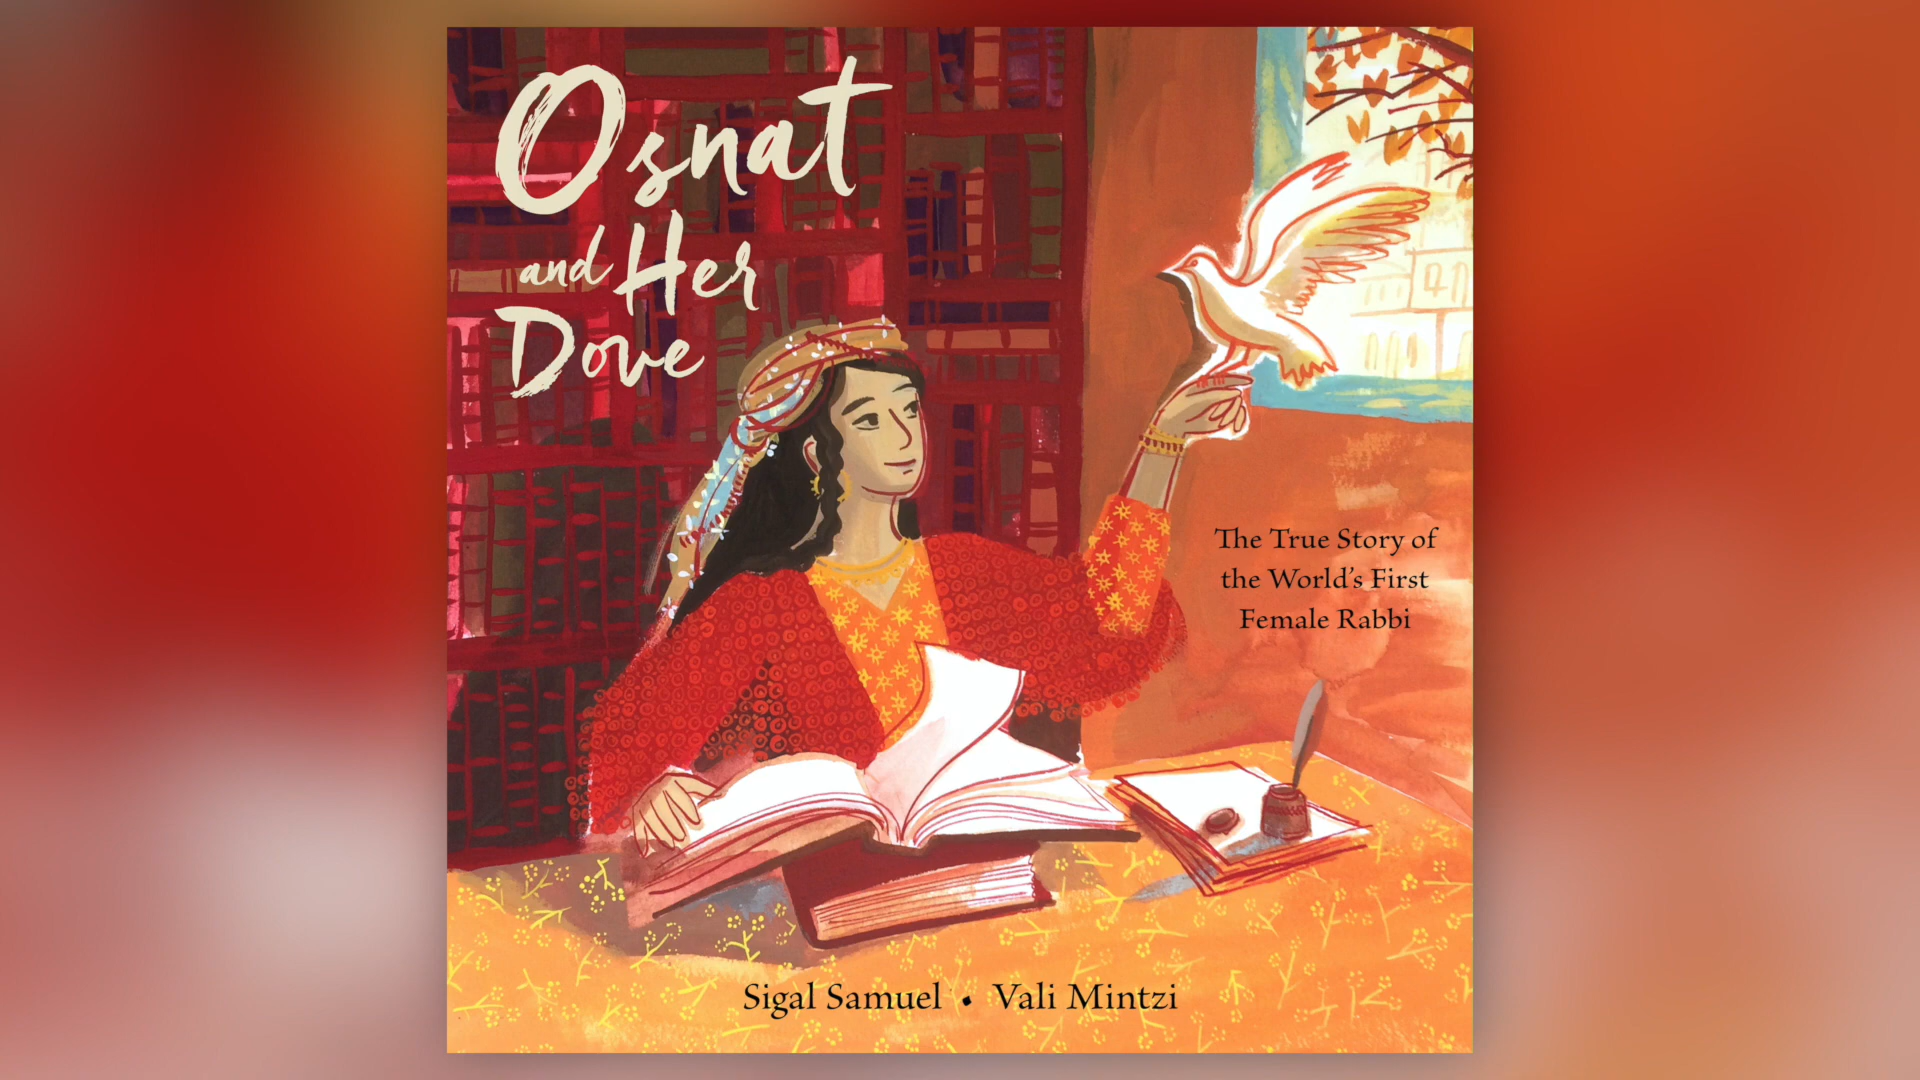 Osnat
and Her
Dove
The True Story of
the World's First
Female Rabbi
Sigal Samuel • Vali Mintzi